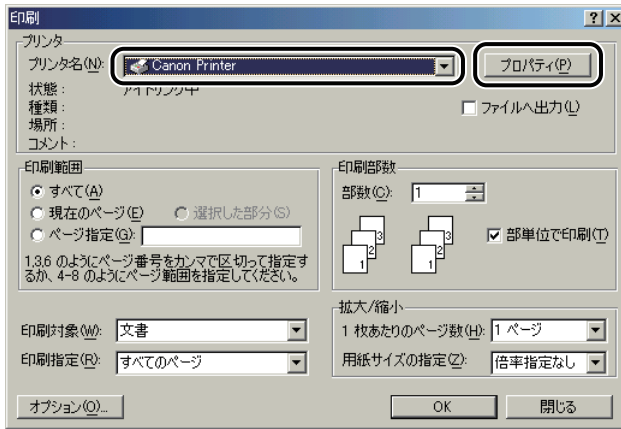 印刷
プリンタ
プリンタ名(N): Canon Printer プロパティ(P)
状態： アイドリング中
種類： ファイルへ出力(L)
場所：
コメント：
印刷範囲
すべて(A)
現在のページ(E) 選択した部分(S)
ページ指定(G):
1,3,6 のようにページ番号をカンマで区切って指定す
るか、4-8 のようにページ範囲を指定してください。
印刷部数
部数(C): 1
1 2 3 1 2 3
部単位で印刷(T)
印刷対象(W): 文書
印刷指定(R): すべてのページ
拡大/縮小
1 枚あたりのページ数(H): 1 ページ
用紙サイズの指定(Z): 倍率指定なし
オプション(O)... OK 閉じる